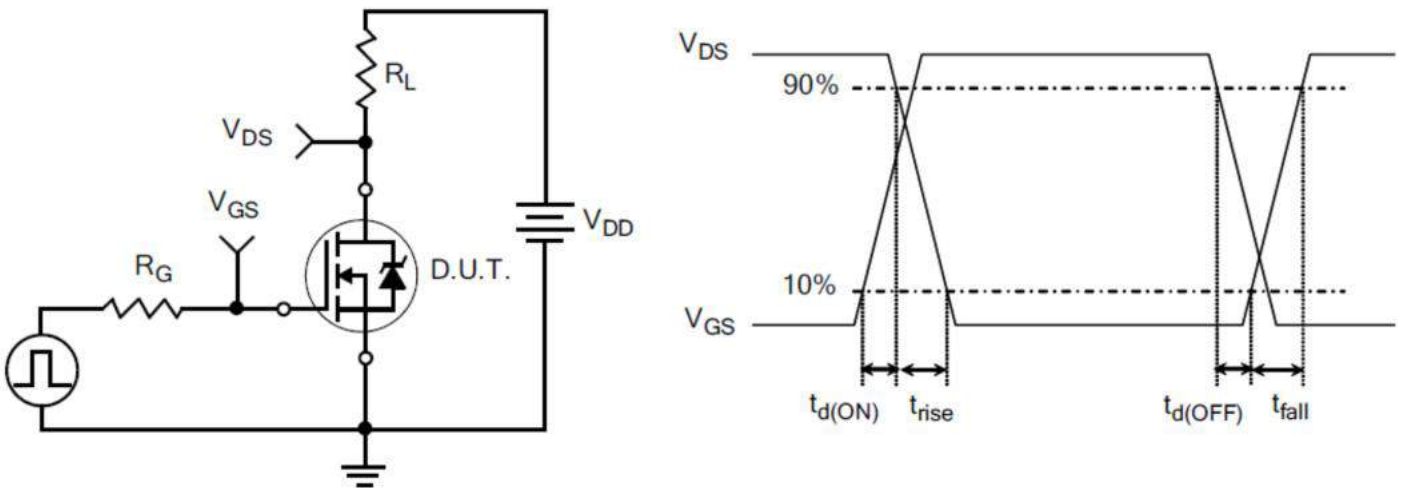 R_L
V_DS
V_GS
V_DD
R_G
D.U.T.
V_DS
90%
10%
V_GS
t_d(ON) t_rise t_d(OFF) t_fall